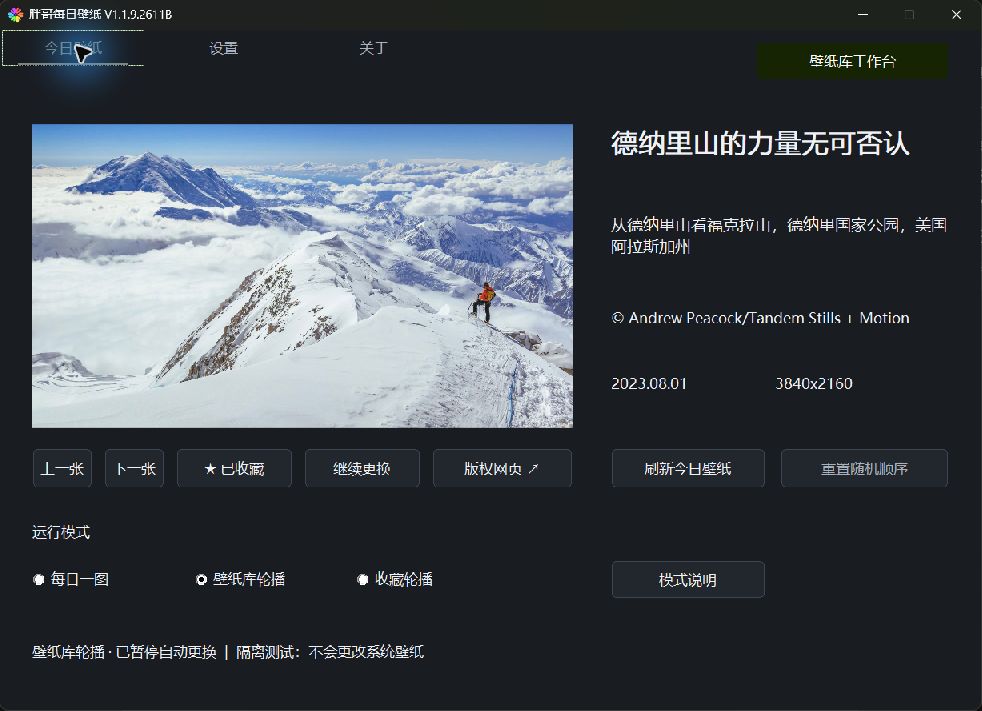 胖哥每日壁纸 V1.1.9.2611B
今日壁纸
设置
关于
壁纸库工作台
德纳里山的力量无可否认
从德纳里山看福克拉山，德纳里国家公园，美国
阿拉斯加州
© Andrew Peacock/Tandem Stills + Motion
2023.08.01
3840x2160
上一张
下一张
★ 已收藏
继续更换
版权网页 ↗
刷新今日壁纸
重置随机顺序
运行模式
每日一图
壁纸库轮播
收藏轮播
模式说明
壁纸库轮播 · 已暂停自动更换 | 隔离测试：不会更改系统壁纸